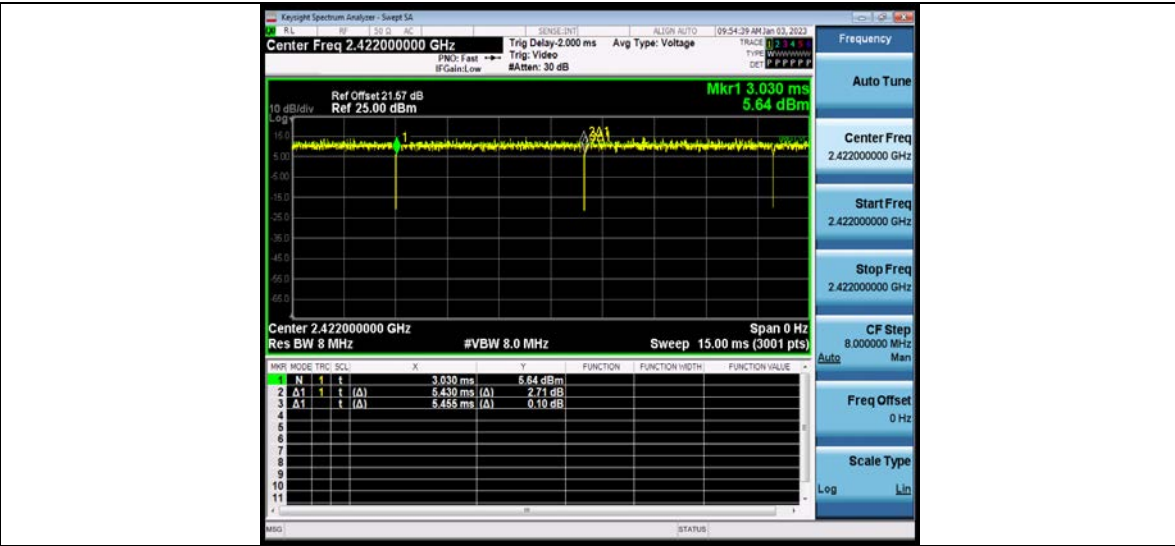 Keysight Spectrum Analyzer - Swept SA
RL RF 50 Ω AC SENSE:INT ALIGN AUTO 09:54:39 AM Jan 03, 2023
Center Freq 2.422000000 GHz
PNO: Fast
IFGain:Low
Trig Delay-2.000 ms
Trig: Video
#Atten: 30 dB
Avg Type: Voltage
TRACE 1 2 3 4 5 6
TYPE WWWWWW
DET P P P P P P
Mkr1 3.030 ms
5.64 dBm
Ref Offset 21.57 dB
10 dB/div Ref 25.00 dBm
Log
15.0
5.00
-5.00
-15.0
-25.0
-35.0
-45.0
-55.0
-65.0
1
Center 2.422000000 GHz Span 0 Hz
Res BW 8 MHz #VBW 8.0 MHz Sweep 15.00 ms (3001 pts)
MKR MODE TRC SCL X Y FUNCTION FUNCTION WIDTH FUNCTION VALUE
1 N 1 t 3.030 ms 5.64 dBm
2 Δ1 1 t (Δ) 5.430 ms (Δ) 2.71 dB
3 Δ1 t (Δ) 5.455 ms (Δ) 0.10 dB
4
5
6
7
8
9
10
11
MSG STATUS
Frequency
Auto Tune
Center Freq
2.422000000 GHz
Start Freq
2.422000000 GHz
Stop Freq
2.422000000 GHz
CF Step
8.000000 MHz
Auto Man
Freq Offset
0 Hz
Scale Type
Log Lin